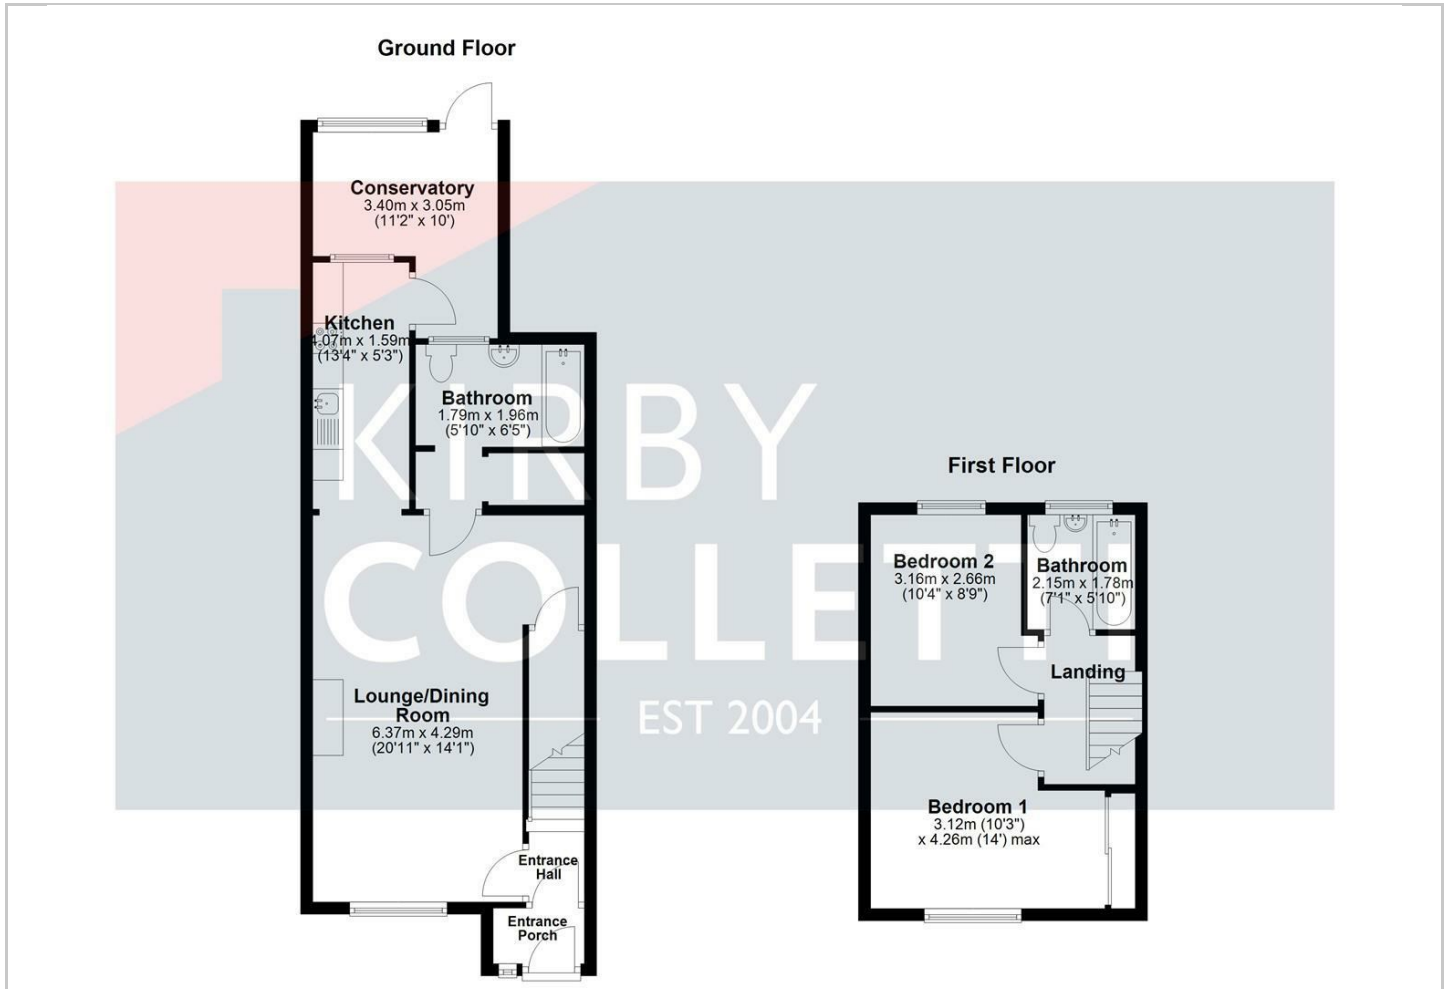 Ground Floor
Conservatory
3.40m x 3.05m
(11'2" x 10')
Kitchen
4.07m x 1.59m
(13'4" x 5'3")
Bathroom
1.79m x 1.96m
(5'10" x 6'5")
Lounge/Dining
Room
6.37m x 4.29m
(20'11" x 14'1")
Entrance
Hall
Entrance
Porch
First Floor
Bedroom 2
3.16m x 2.66m
(10'4" x 8'9")
Bathroom
2.15m x 1.78m
(7'1" x 5'10")
Landing
Bedroom 1
3.12m (10'3")
x 4.26m (14') max
KIRBY
COLLETTI
EST 2004